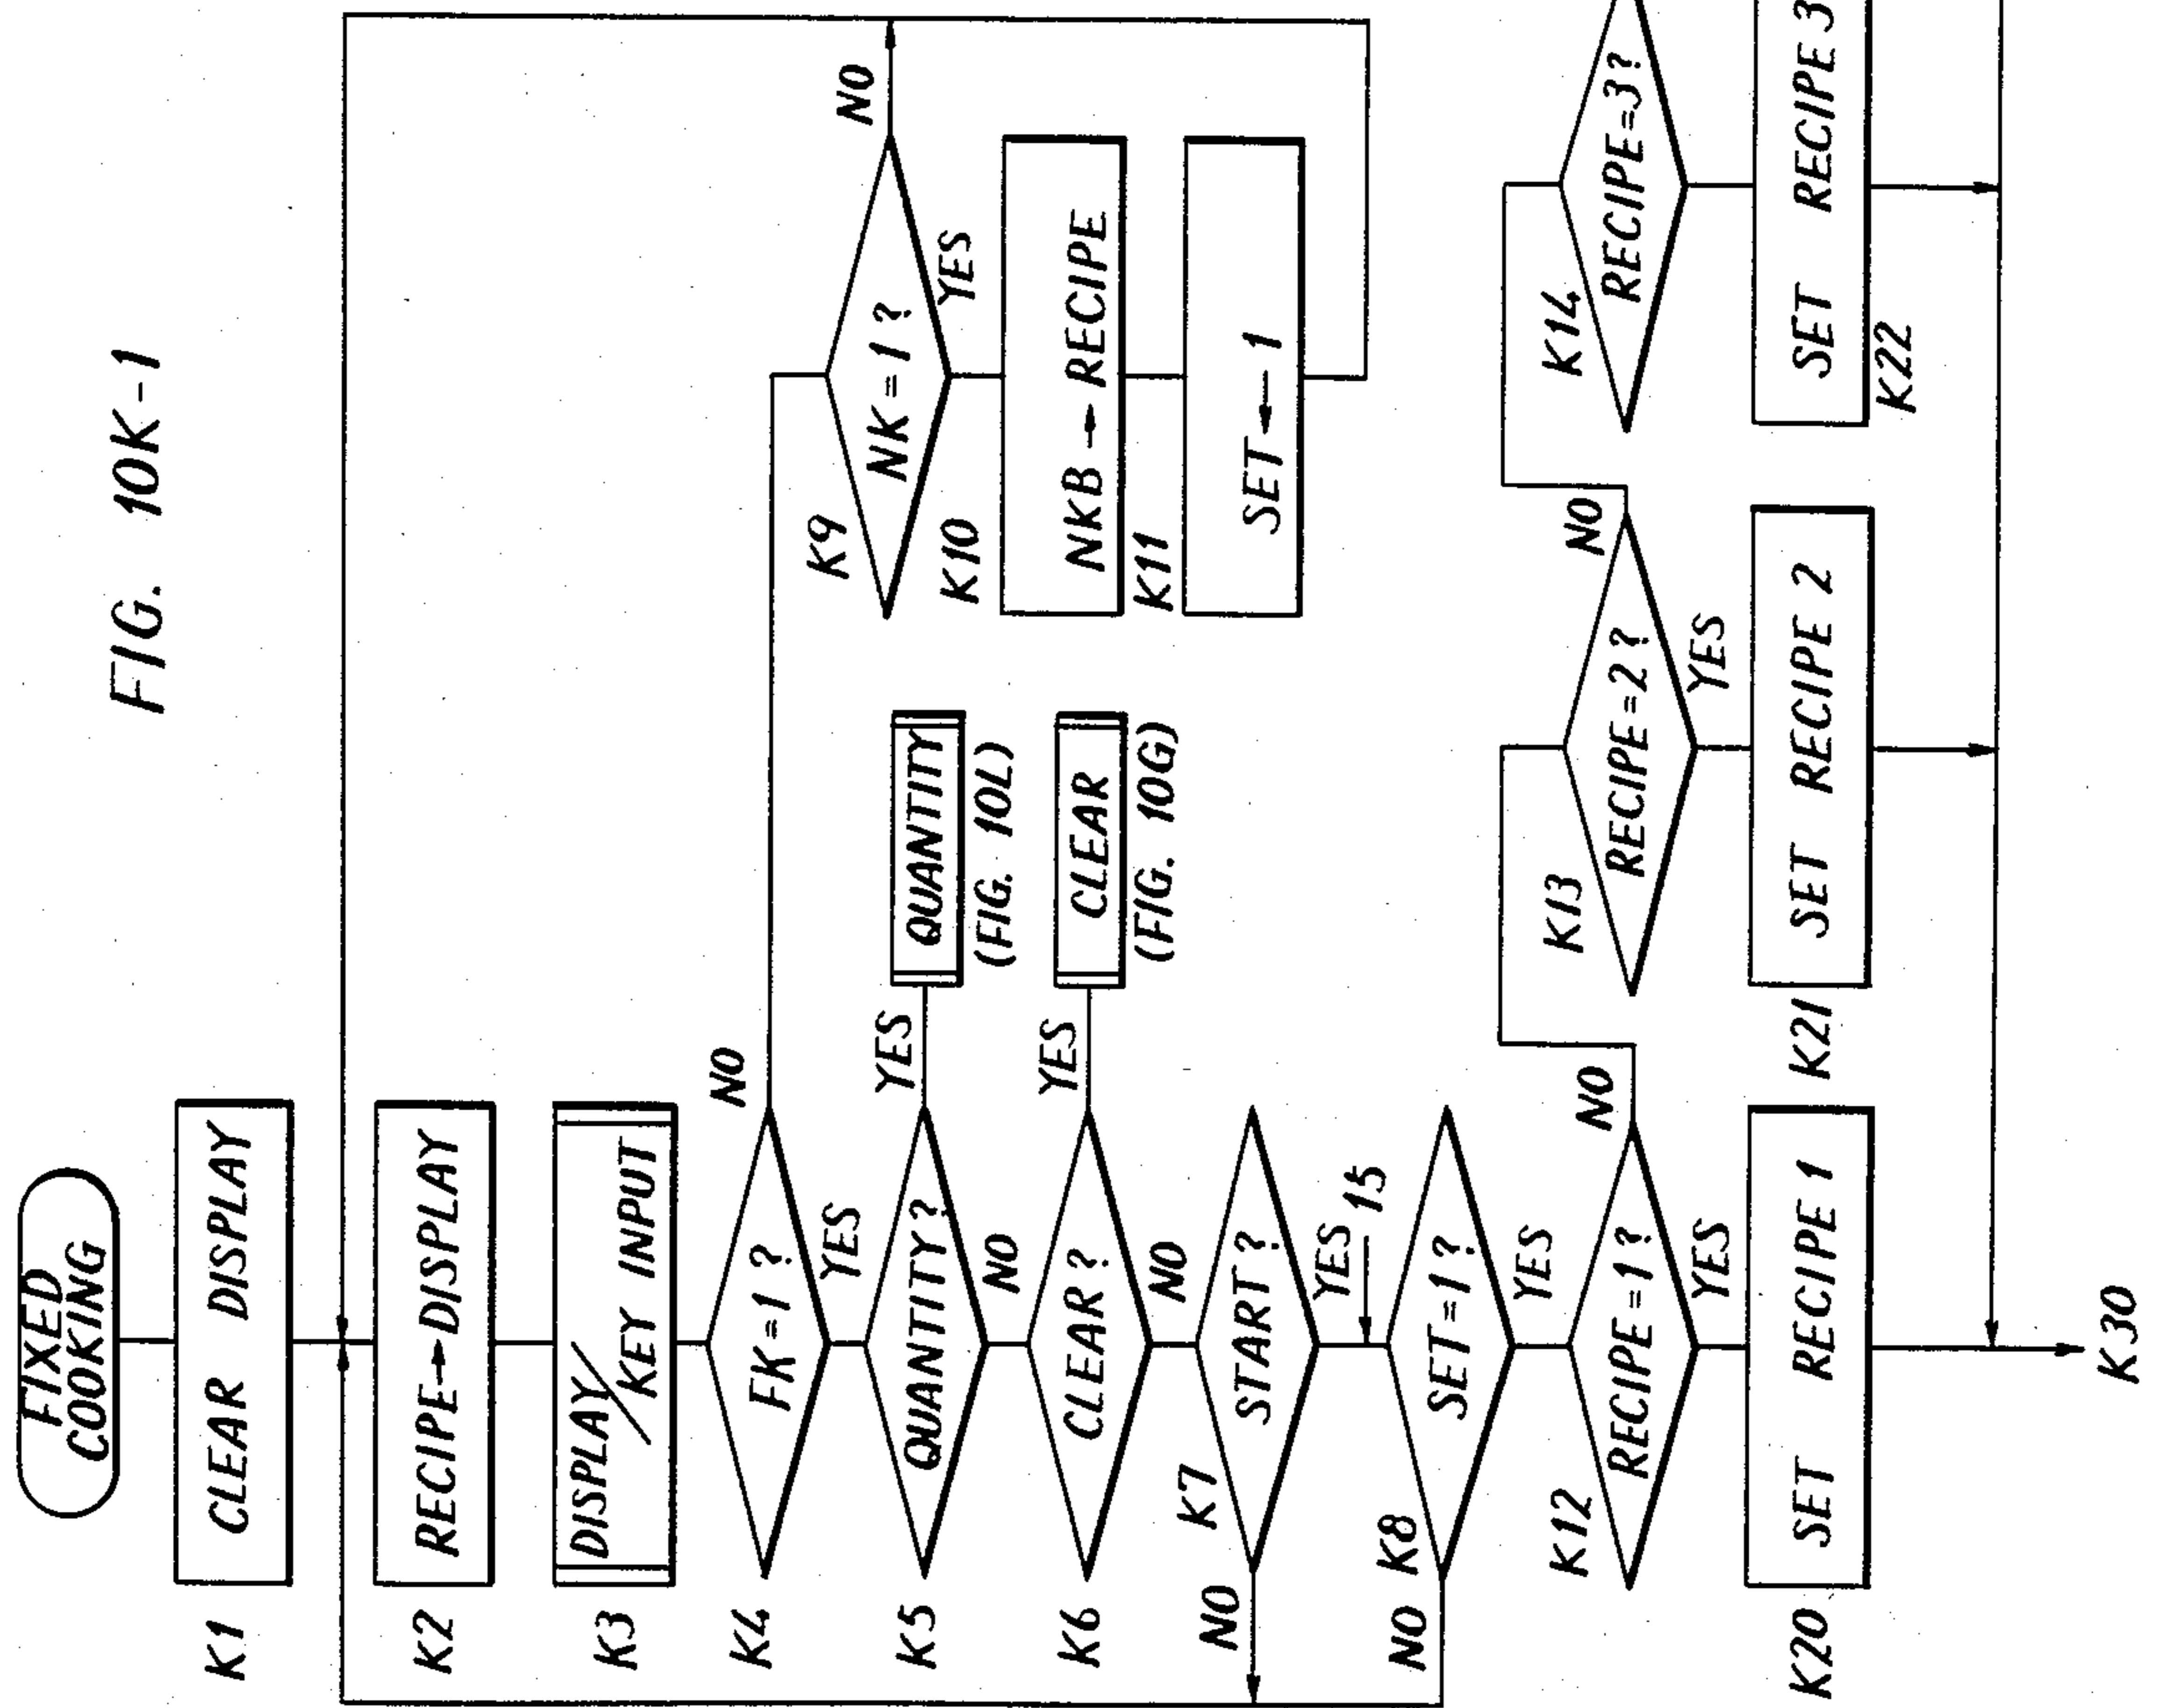 FIG. 10K-1
FIXED
COOKING
K1
CLEAR DISPLAY
K2
RECIPE→DISPLAY
K3
DISPLAY/
KEY INPUT
K4
FK=1?
NO
YES
K5
QUANTITY?
YES
QUANTITY
(FIG. 10L)
NO
K6
CLEAR?
YES
CLEAR
(FIG. 10G)
NO
K7
START?
NO
YES
15
K8
SET=1?
NO
YES
K9
NK=1?
NO
YES
K10
NKB→RECIPE
K11
SET←1
K12
RECIPE=1?
NO
YES
K20
SET RECIPE 1
K13
RECIPE=2?
NO
YES
K21
SET RECIPE 2
K14
RECIPE=3?
SET RECIPE 3
K22
K30